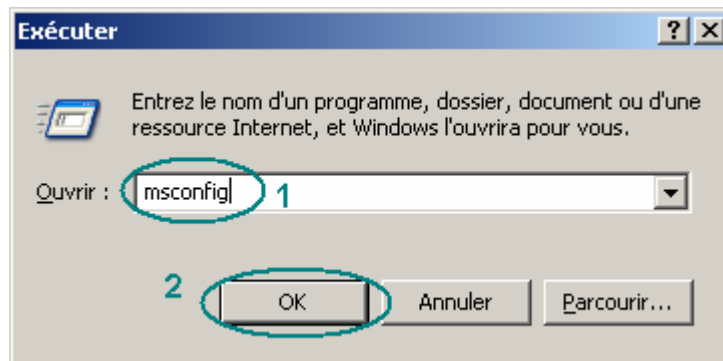 Exécuter
Entrez le nom d'un programme, dossier, document ou d'une
ressource Internet, et Windows l'ouvrira pour vous.
Ouvrir : msconfig 1
2 OK Annuler Parcourir...